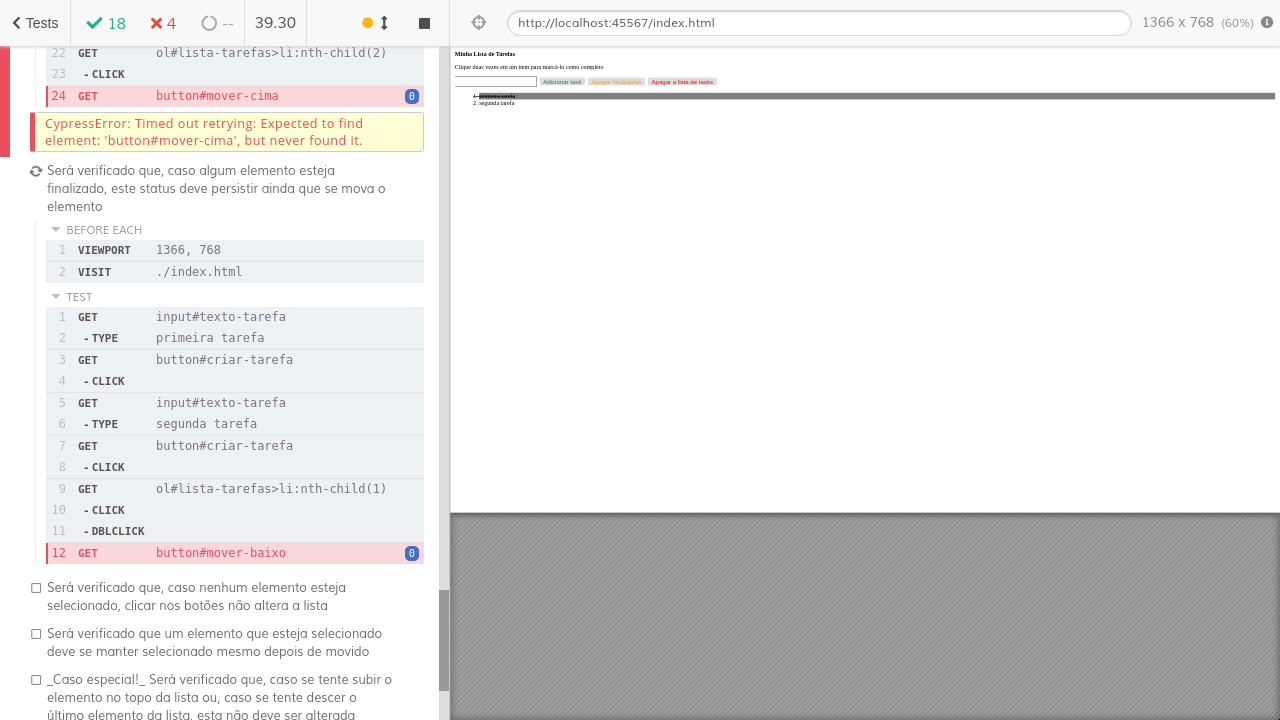 Tests
18
4
--
39.30
22 GET ol#lista-tarefas>li:nth-child(2)
23 - CLICK
24 GET button#mover-cima 0
CypressError: Timed out retrying: Expected to find
element: 'button#mover-cima', but never found it.
Será verificado que, caso algum elemento esteja
finalizado, este status deve persistir ainda que se mova o
elemento
BEFORE EACH
1 VIEWPORT 1366, 768
2 VISIT ./index.html
TEST
1 GET input#texto-tarefa
2 - TYPE primeira tarefa
3 GET button#criar-tarefa
4 - CLICK
5 GET input#texto-tarefa
6 - TYPE segunda tarefa
7 GET button#criar-tarefa
8 - CLICK
9 GET ol#lista-tarefas>li:nth-child(1)
10 - CLICK
11 - DBLCLICK
12 GET button#mover-baixo 0
Será verificado que, caso nenhum elemento esteja
selecionado, clicar nos botões não altera a lista
Será verificado que um elemento que esteja selecionado
deve se manter selecionado mesmo depois de movido
_Caso especial!_ Será verificado que, caso se tente subir o
elemento no topo da lista ou, caso se tente descer o
último elemento da lista, esta não deve ser alterada
http://localhost:45567/index.html
1366 x 768 (60%)
Minha Lista de Tarefas
Clique duas vezes em um item para marcá-lo como completo
Adicionar task Apagar finalizadas Apagar a lista de tasks
1. primeira tarefa
2. segunda tarefa